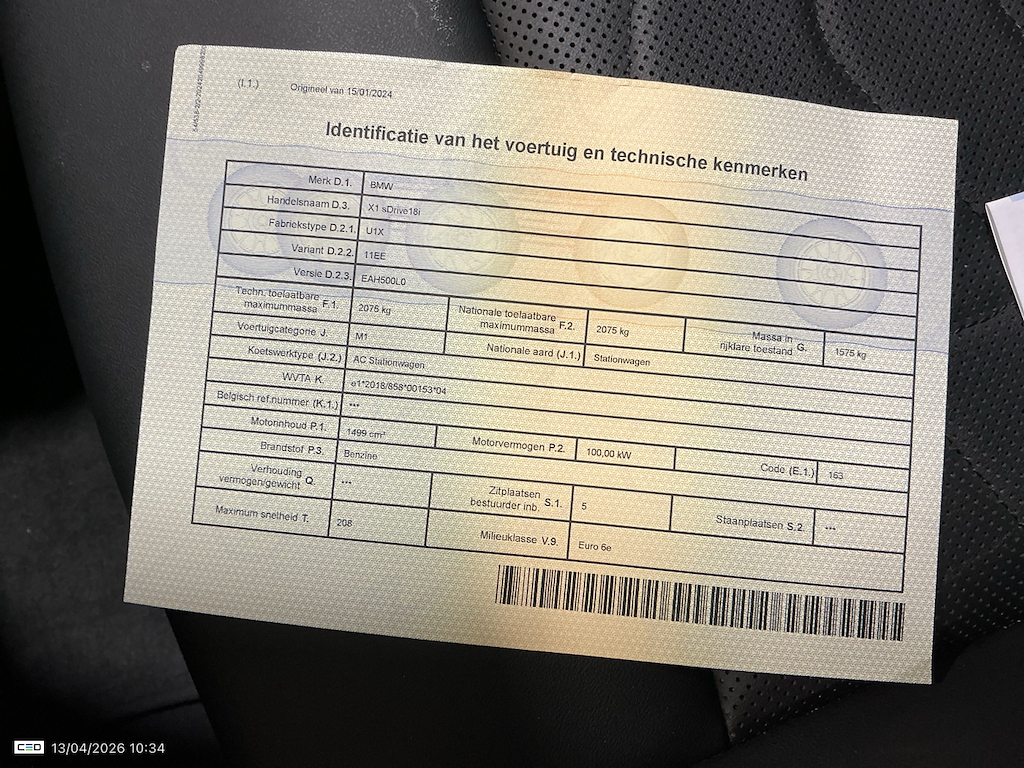 (I.1.) Origineel van 15/01/2024
Identificatie van het voertuig en technische kenmerken
Merk D.1. BMW
Handelsnaam D.3. X1 sDrive18i
Fabriekstype D.2.1. U1X
Variant D.2.2. 11EE
Versie D.2.3. EAH500L0
Techn. toelaatbare maximummassa F.1. 2075 kg Nationale toelaatbare maximummassa F.2. 2075 kg Massa in rijklare toestand G. 1575 kg
Voertuigcategorie J. M1 Nationale aard (J.1.) Stationwagen
Koetswerktype (J.2.) AC Stationwagen
WVTA K. e1*2018/858*00153*04
Belgisch ref.nummer (K.1.) ***
Motorinhoud P.1. 1499 cm³ Motorvermogen P.2. 100,00 kW Code (E.1.) 163
Brandstof P.3. Benzine
Verhouding vermogen/gewicht Q. *** Zitplaatsen bestuurder inb. S.1. 5 Staanplaatsen S.2. ***
Maximum snelheid T. 208 Milieuklasse V.9. Euro 6e
CEO 13/04/2026 10:34